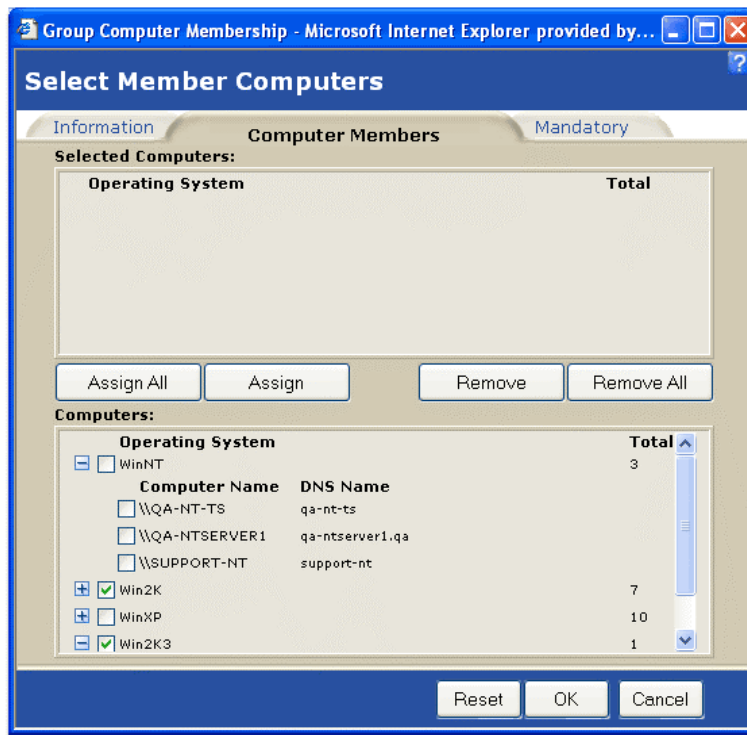 Group Computer Membership - Microsoft Internet Explorer provided by...
?
Select Member Computers
Information Computer Members Mandatory
Selected Computers:
Operating System Total
Assign All Assign Remove Remove All
Computers:
Operating System Total
WinNT 3
Computer Name DNS Name
\\QA-NT-TS qa-nt-ts
\\QA-NTSERVER1 qa-ntserver1.qa
\\SUPPORT-NT support-nt
Win2K 7
WinXP 10
Win2K3 1
Reset OK Cancel